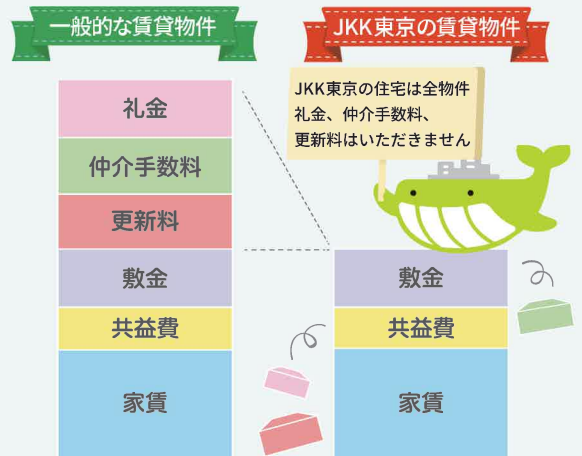 一般的な賃貸物件
JKK東京の賃貸物件
JKK東京の住宅は全物件
礼金、仲介手数料、
更新料はいただきません
礼金
仲介手数料
更新料
敷金
共益費
家賃
敷金
共益費
家賃